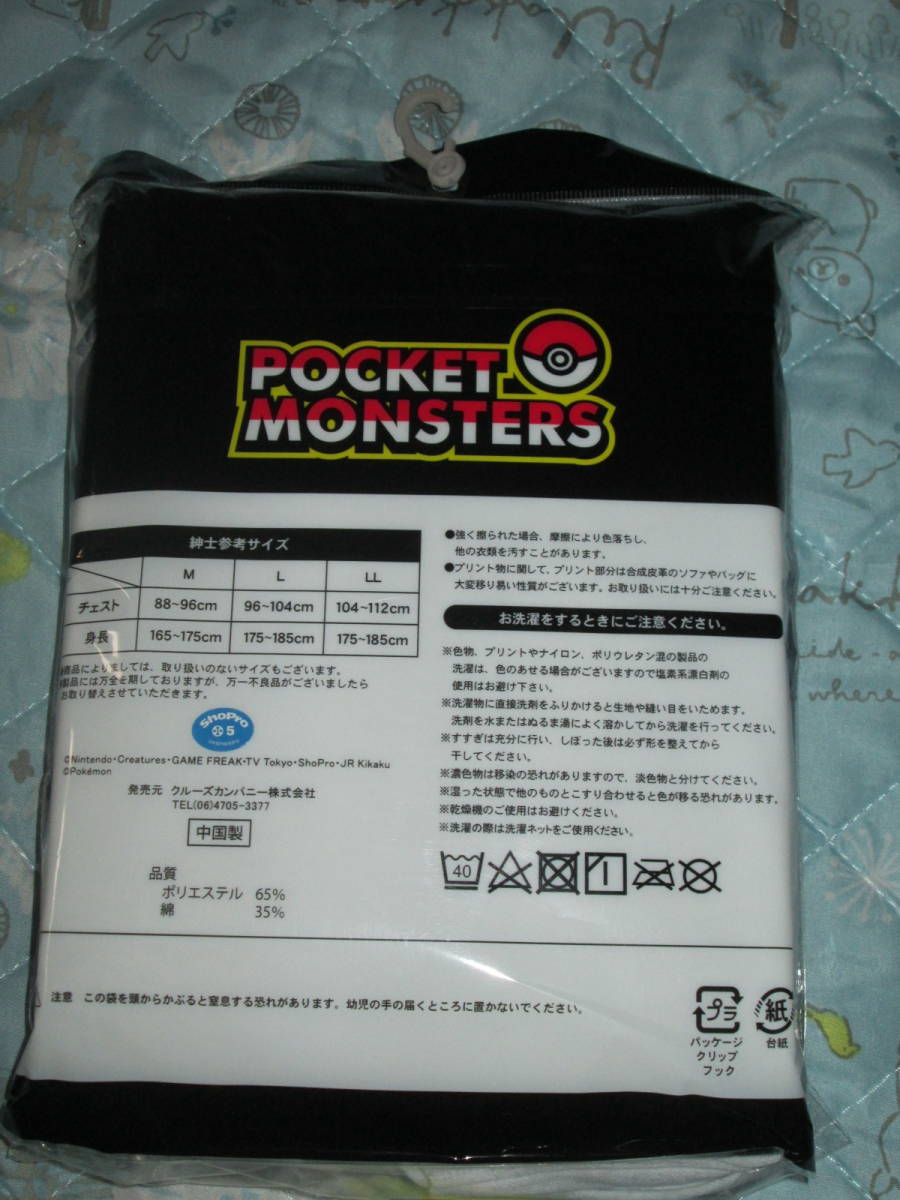 POCKET
MONSTERS
紳士参考サイズ
M L LL
チェスト 88~96cm 96~104cm 104~112cm
身長 165~175cm 175~185cm 175~185cm
商品によりましては、取り扱いのないサイズもございます。
製品には万全を期しておりますが、万一不良品がございましたら
お取り替えさせていただきます。
ShoPro
5
©Nintendo・Creatures・GAME FREAK・TV Tokyo・ShoPro・JR Kikaku
©Pokémon
発売元 クルーズカンパニー株式会社
TEL(06)4705-3377
中国製
品質
ポリエステル 65%
綿 35%
●強く擦られた場合、摩擦により色落ちし、
他の衣類を汚すことがあります。
●プリント物に関して、プリント部分は合成皮革のソファやバッグに
大変移り易い性質がございます。お取り扱いには十分ご注意ください。
お洗濯をするときにご注意ください。
※色物、プリントやナイロン、ポリウレタン混の製品の
洗濯は、色のあせる場合がございますので塩素系漂白剤の
使用はお避け下さい。
※洗濯物に直接洗剤をふりかけると生地や縫い目をいためます。
洗剤を水またはぬるま湯によく溶かしてから洗濯を行ってください。
※すすぎは充分に行い、しぼった後は必ず形を整えてから
干してください。
※濃色物は移染の恐れがありますので、淡色物と分けてください。
※湿った状態で他のものとこすり合わせると色が移る恐れがあります。
※乾燥機のご使用はお避けください。
※洗濯の際は洗濯ネットをご使用ください。
40
注意 この袋を頭からかぶると窒息する恐れがあります。幼児の手の届くところに置かないでください。
プラ
パッケージ
クリップ
フック
紙
台紙
where